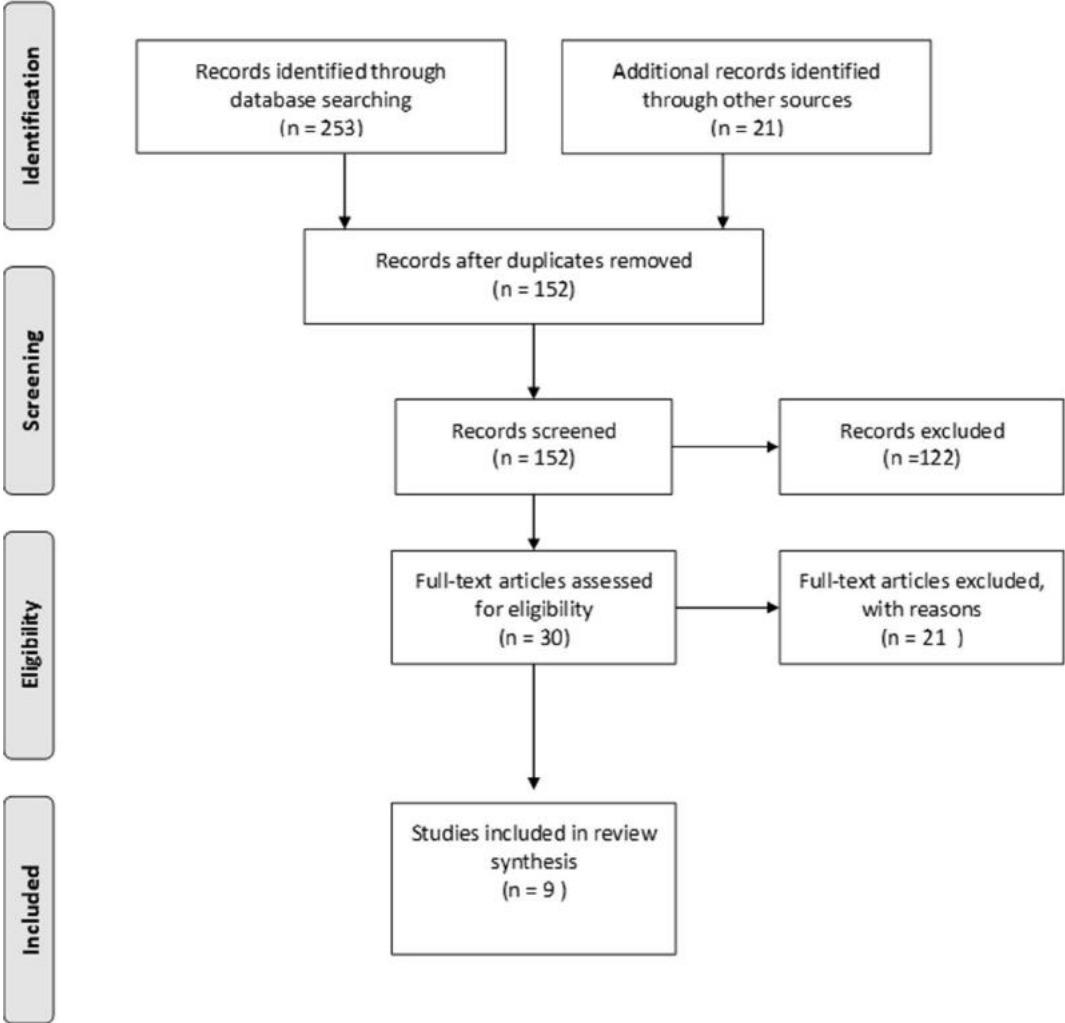 Identification
Records identified through
database searching
(n = 253)
Additional records identified
through other sources
(n = 21)
Records after duplicates removed
(n = 152)
Screening
Records screened
(n = 152)
Records excluded
(n =122)
Eligibility
Full-text articles assessed
for eligibility
(n = 30)
Full-text articles excluded,
with reasons
(n = 21 )
Included
Studies included in review
synthesis
(n = 9 )